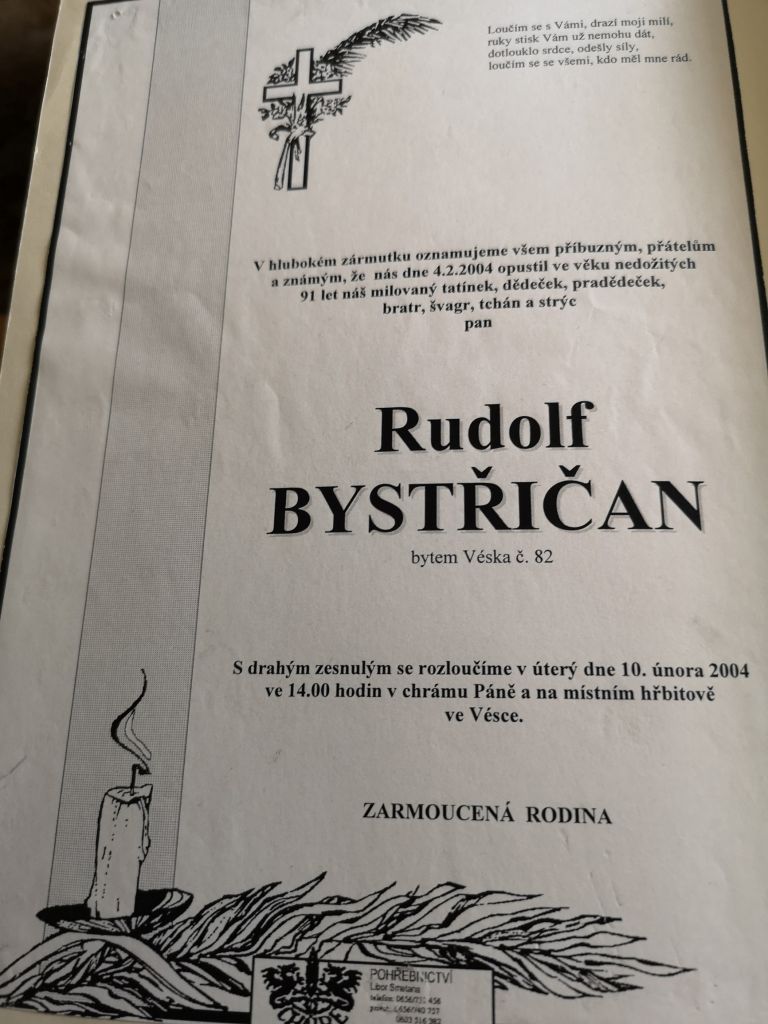 Loučím se s Vámi, drazí moji milí,
ruky stisk Vám už nemohu dát,
dotlouklo srdce, odešly síly,
loučím se se všemi, kdo měl mne rád.
V hlubokém zármutku oznamujeme všem příbuzným, přátelům
a známým, že nás dne 4.2.2004 opustil ve věku nedožitých
91 let náš milovaný tatínek, dědeček, pradědeček,
bratr, švagr, tchán a strýc
pan
Rudolf
BYSTŘIČAN
bytem Véska č. 82
S drahým zesnulým se rozloučíme v úterý dne 10. února 2004
ve 14.00 hodin v chrámu Páně a na místním hřbitově
ve Vésce.
ZARMOUCENÁ RODINA
POHŘEBNICTVÍ
Libor Smetana